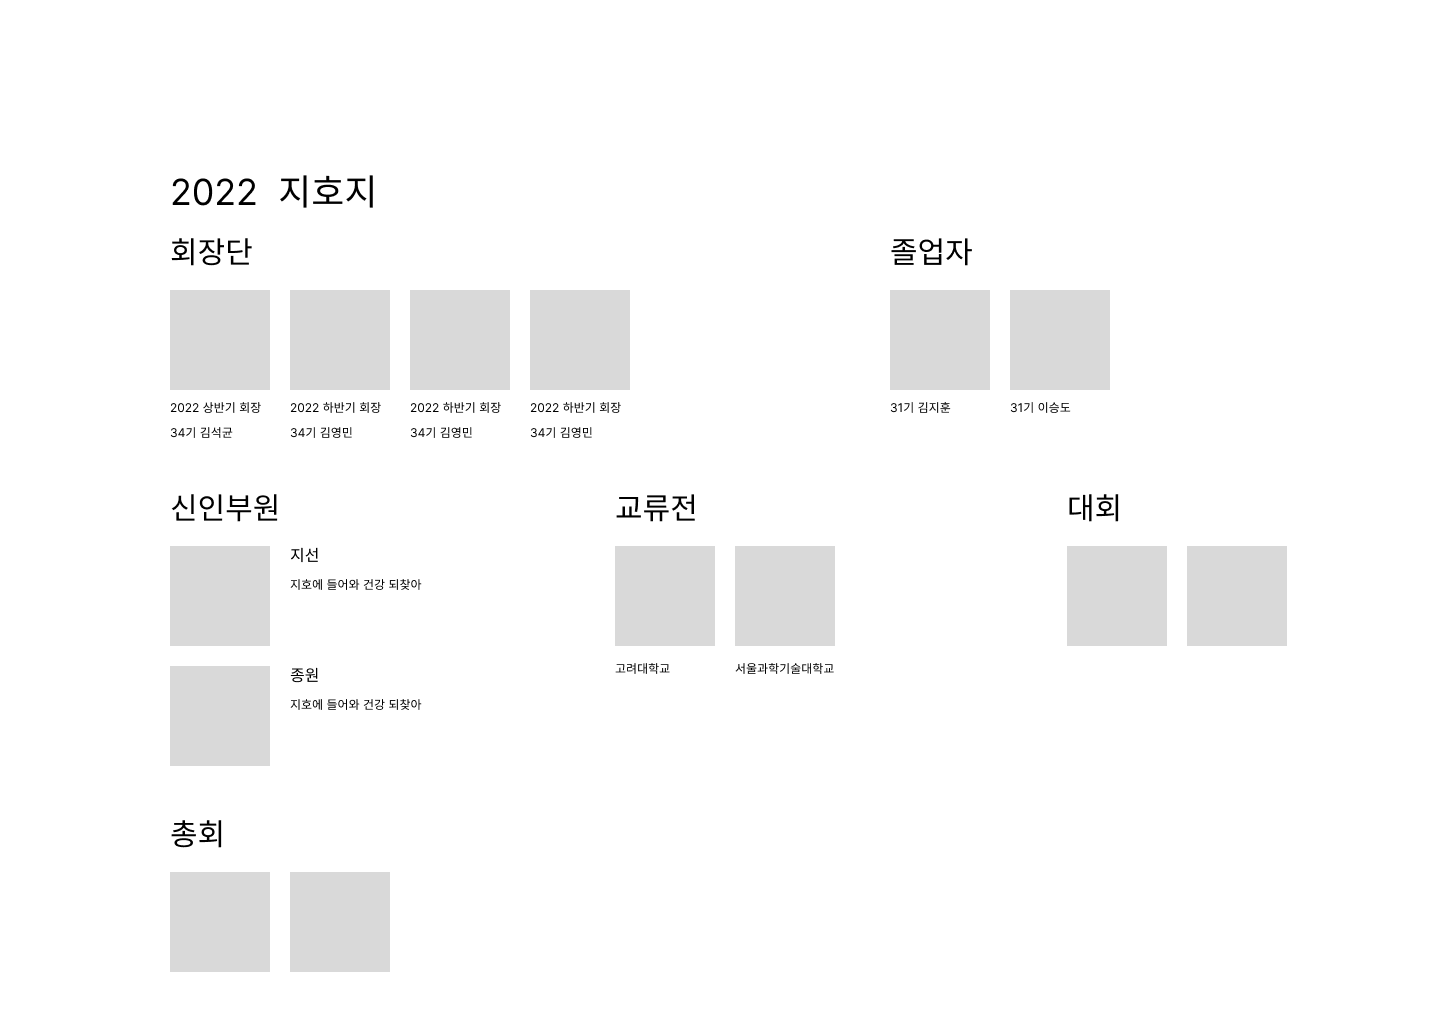 2022 지호지
회장단
2022 상반기 회장
34기 김석균
2022 하반기 회장
34기 김영민
2022 하반기 회장
34기 김영민
2022 하반기 회장
34기 김영민
졸업자
31기 김지훈
31기 이승도
신인부원
지선
지호에 들어와 건강 되찾아
종원
지호에 들어와 건강 되찾아
교류전
고려대학교
서울과학기술대학교
대회
총회